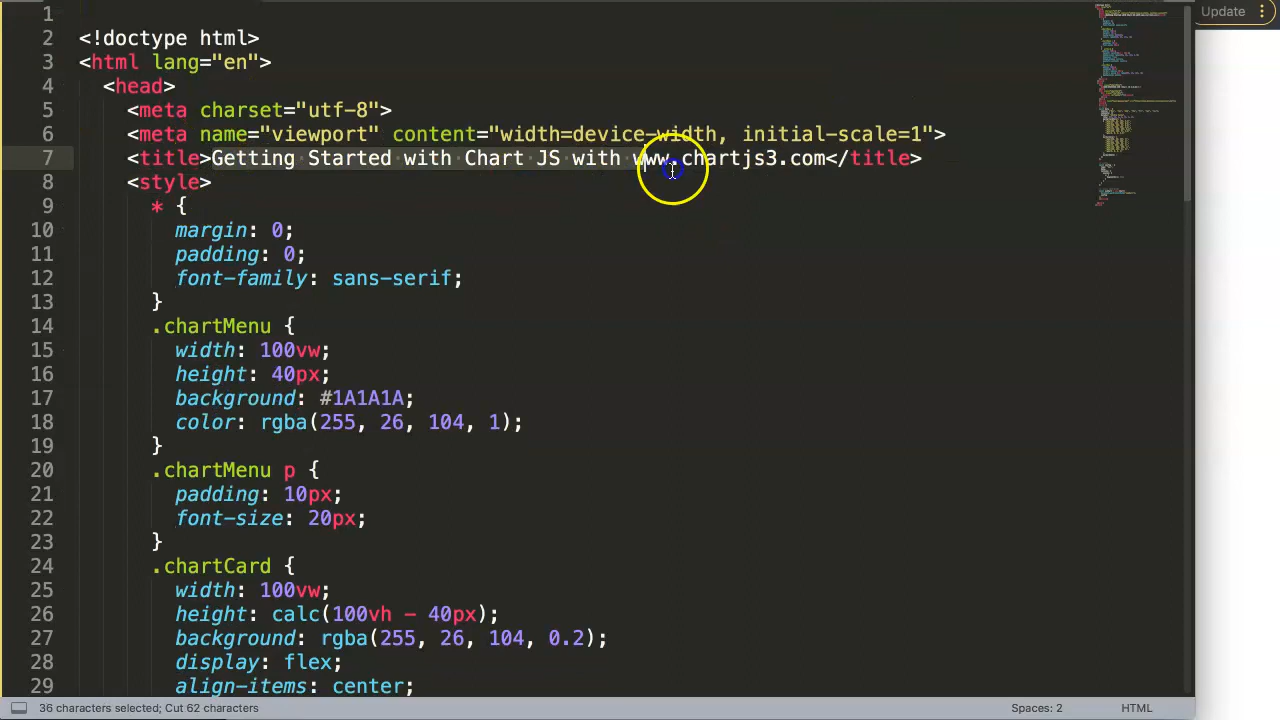 Update
1
2 <!doctype html>
3 <html lang="en">
4 <head>
5 <meta charset="utf-8">
6 <meta name="viewport" content="width=device-width, initial-scale=1">
7 <title>Getting Started with Chart JS with www.chartjs3.com</title>
8 <style>
9 * {
10 margin: 0;
11 padding: 0;
12 font-family: sans-serif;
13 }
14 .chartMenu {
15 width: 100vw;
16 height: 40px;
17 background: #1A1A1A;
18 color: rgba(255, 26, 104, 1);
19 }
20 .chartMenu p {
21 padding: 10px;
22 font-size: 20px;
23 }
24 .chartCard {
25 width: 100vw;
26 height: calc(100vh - 40px);
27 background: rgba(255, 26, 104, 0.2);
28 display: flex;
29 align-items: center;
36 characters selected; Cut 62 characters Spaces: 2 HTML